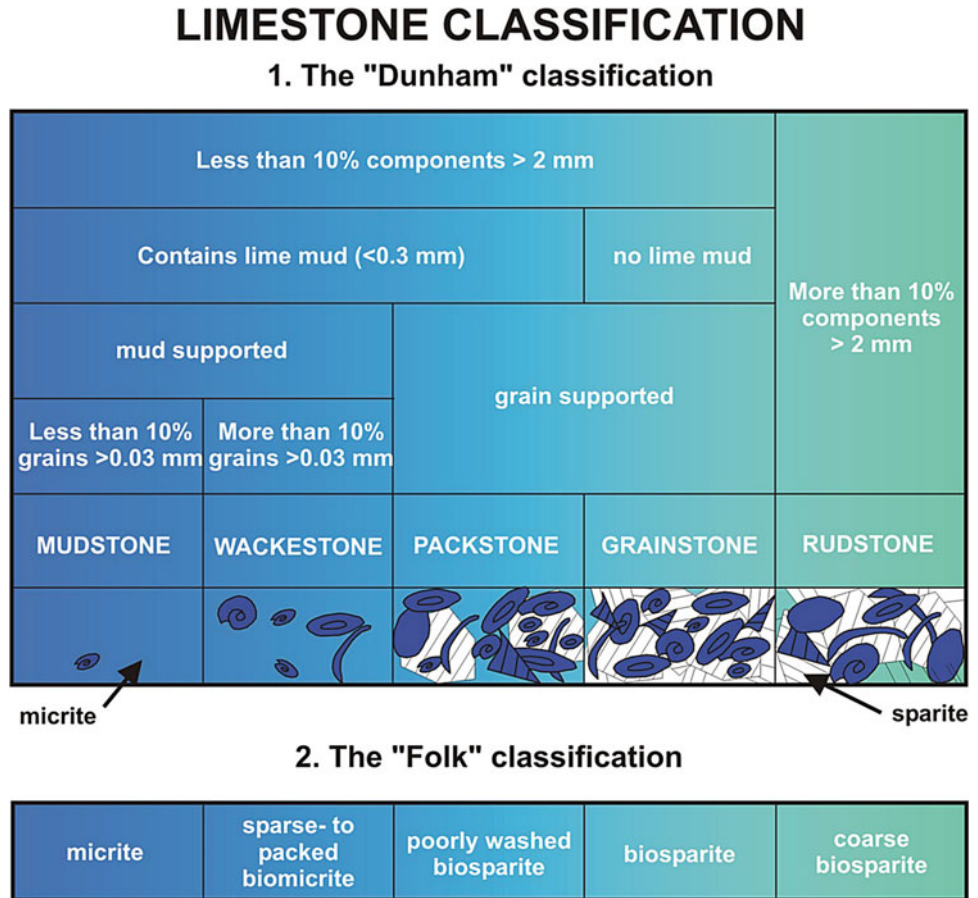 LIMESTONE CLASSIFICATION
1. The "Dunham" classification
Less than 10% components > 2 mm
Contains lime mud (<0.3 mm)
no lime mud
More than 10%
components
> 2 mm
mud supported
grain supported
Less than 10%
grains >0.03 mm
More than 10%
grains >0.03 mm
MUDSTONE
WACKESTONE
PACKSTONE
GRAINSTONE
RUDSTONE
micrite
sparite
2. The "Folk" classification
micrite
sparse- to
packed
biomicrite
poorly washed
biosparite
biosparite
coarse
biosparite